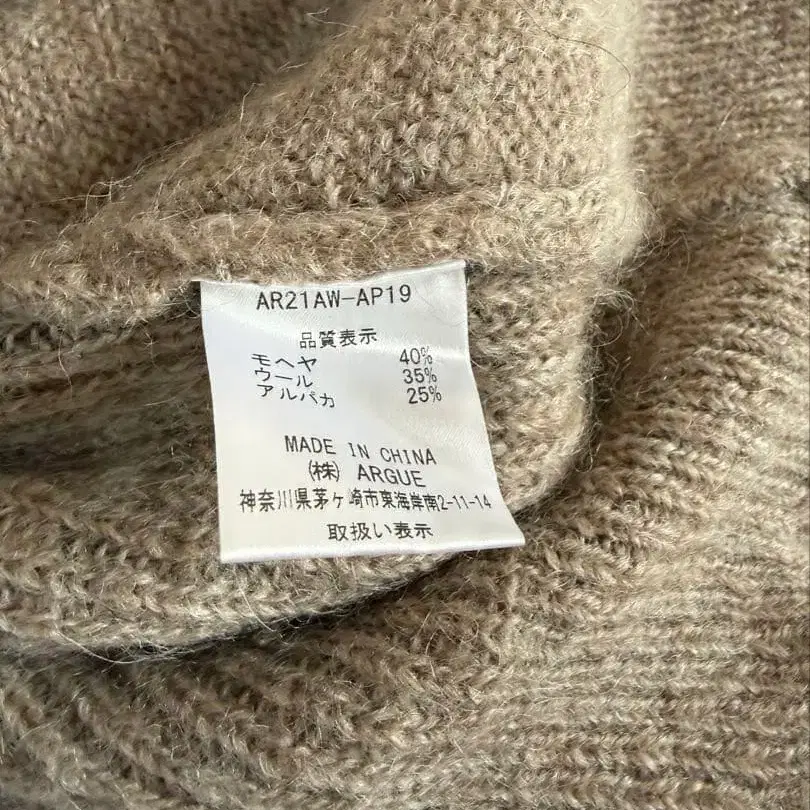 AR21AW-AP19
品質表示
モヘヤ 40%
ウール 35%
アルパカ 25%
MADE IN CHINA
(株) ARGUE
神奈川県茅ヶ崎市東海岸南2-11-14
取扱い表示